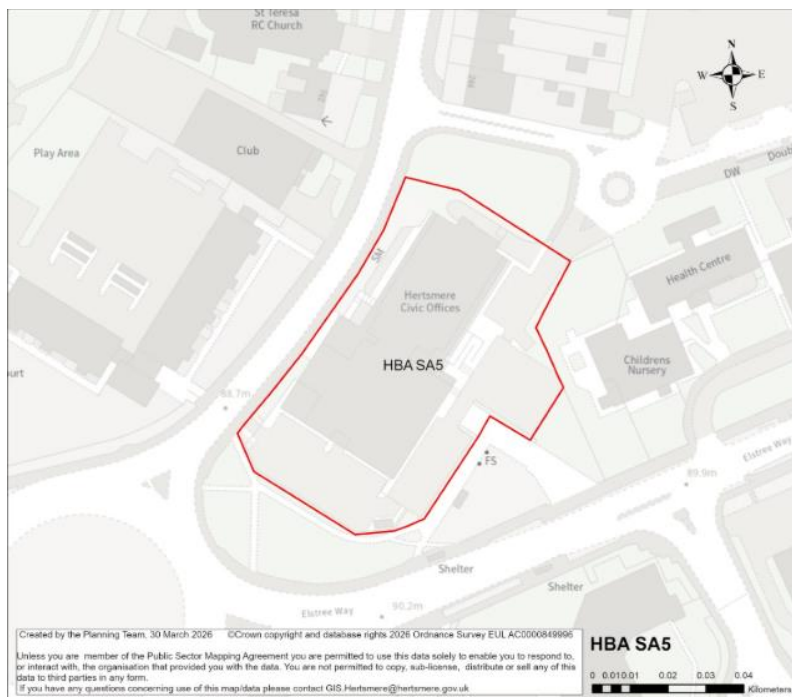 St Teresa
RC Church
N
W
E
S
Play Area
Club
Doub
DW
SM
Hertsmere
Civic Offices
Health Centre
HBA SA5
Childrens
Nursery
ourt
88.7m
FS
Elstree Way
89.9m
Shelter
Shelter
Elstree Way
90.2m
Created by the Planning Team, 30 March 2026 ©Crown copyright and database rights 2026 Ordnance Survey EUL AC0000849996
Unless you are member of the Public Sector Mapping Agreement you are permitted to use this data solely to enable you to respond to,
or interact with, the organisation that provided you with the data. You are not permitted to copy, sub-license, distribute or sell any of this
data to third parties in any form.
If you have any questions concerning use of this map/data please contact GIS.Hertsmere@hertsmere.gov.uk
HBA SA5
0 0.01 0.01 0.02 0.03 0.04
Kilometers